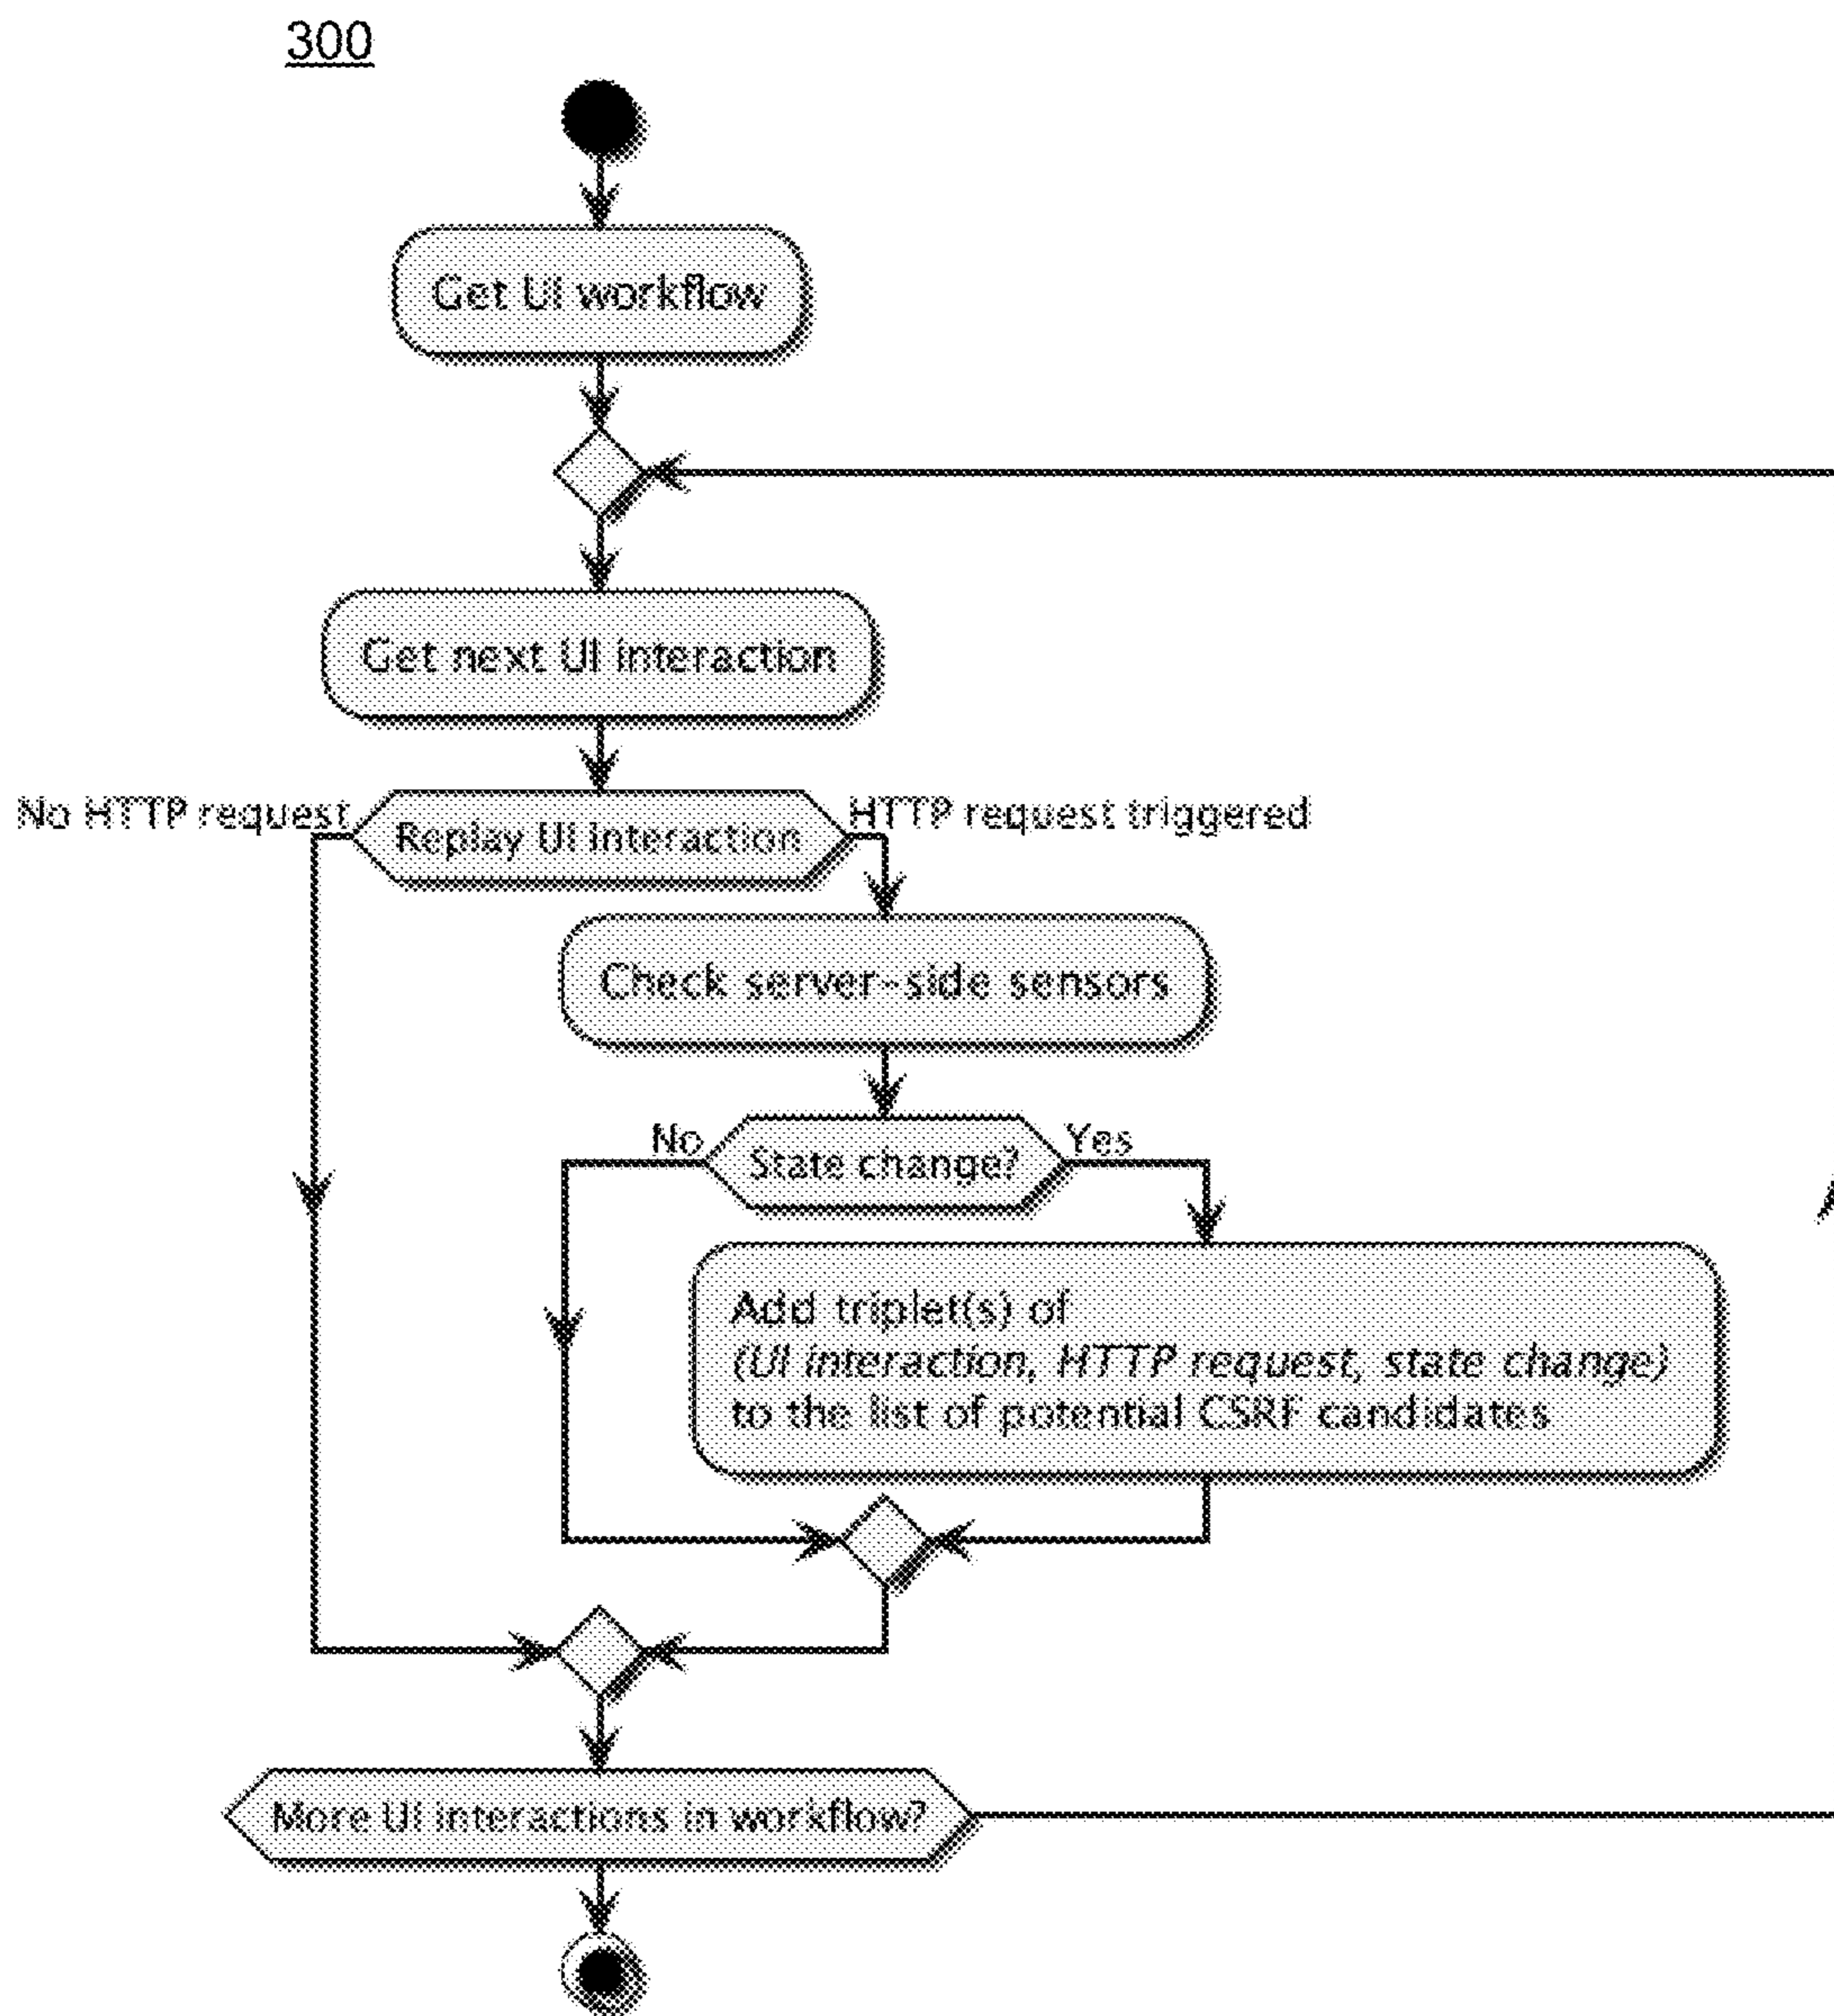 300
Get UI workflow
Get next UI interaction
No HTTP request
Replay UI interaction
HTTP request triggered
Check server-side sensors
No
State change?
Yes
Add triplet(s) of
(UI interaction, HTTP request, state change)
to the list of potential CSRF candidates
More UI interactions in workflow?